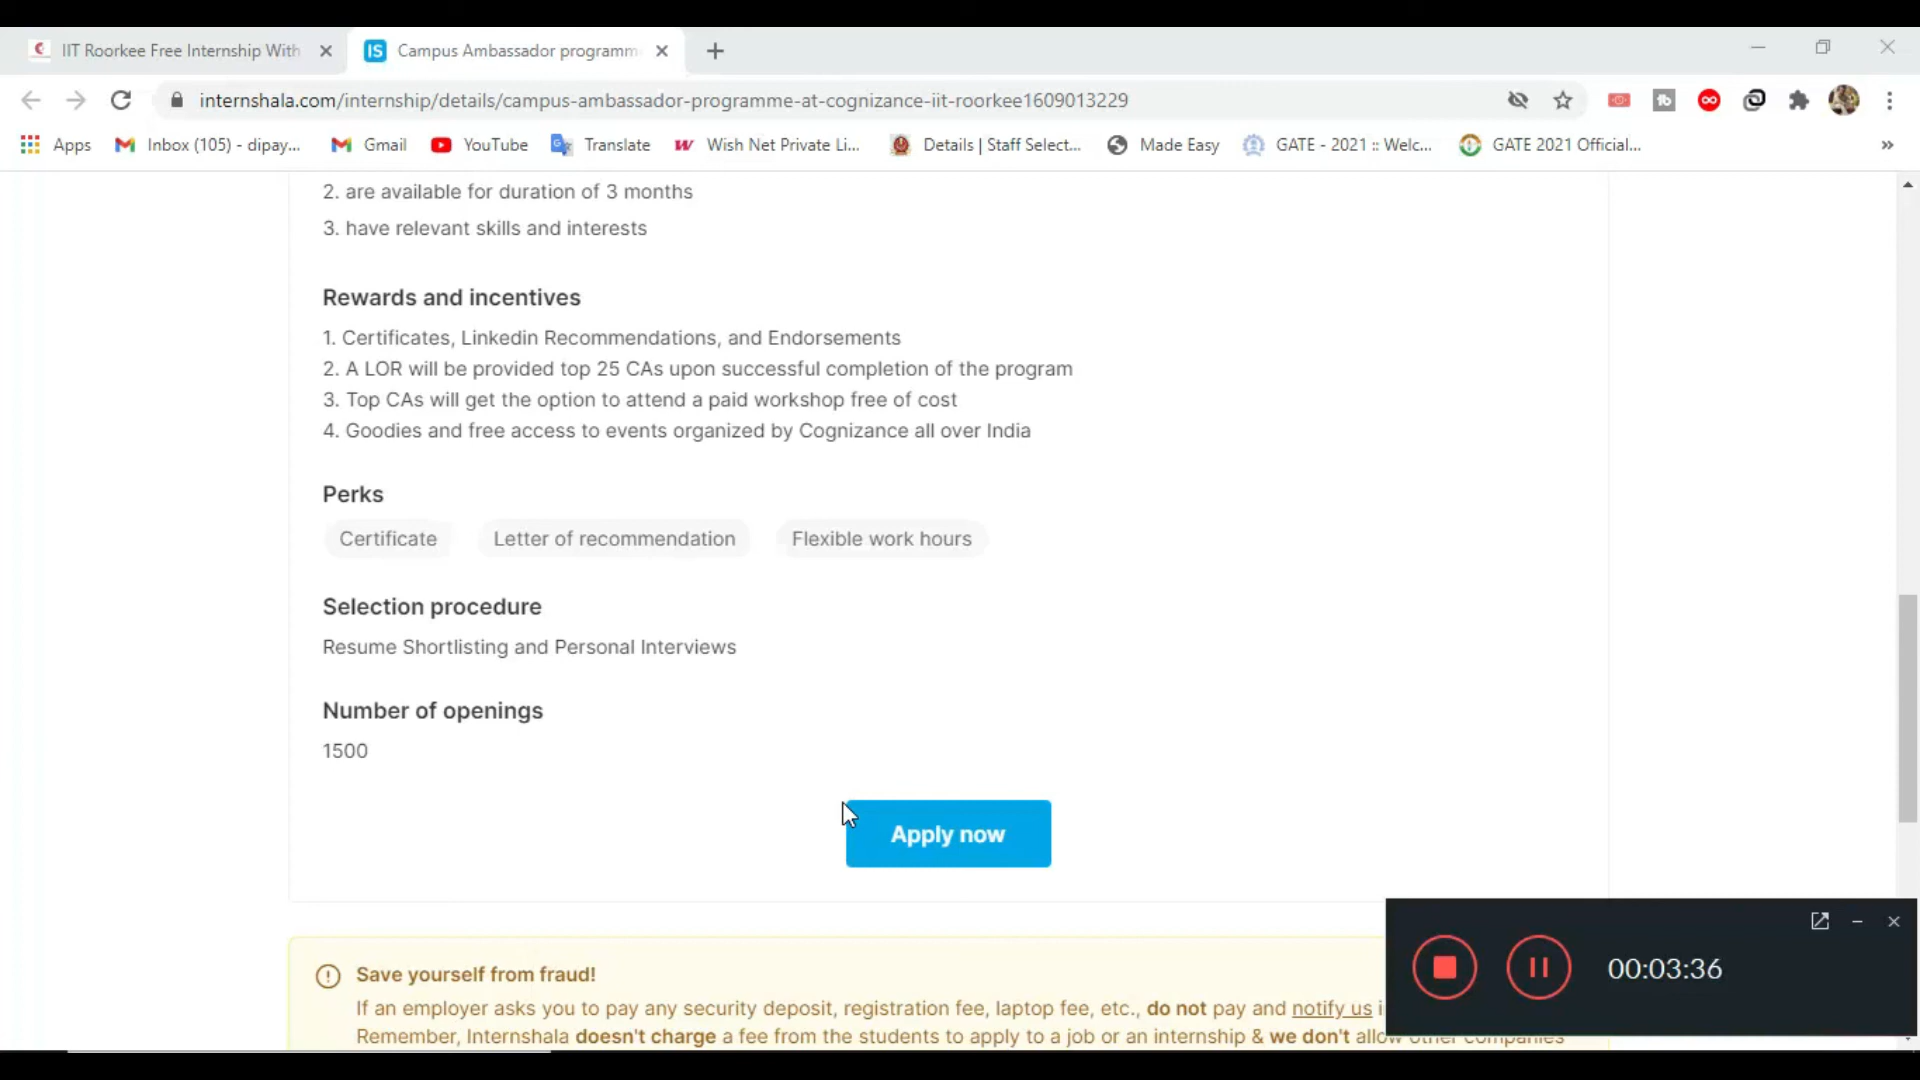 IIT Roorkee Free Internship With
IS Campus Ambassador programm
internshala.com/internship/details/campus-ambassador-programme-at-cognizance-iit-roorkee1609013229
Apps Inbox (105) - dipay... Gmail YouTube Translate Wish Net Private Li... Details | Staff Select... Made Easy GATE - 2021 :: Welc... GATE 2021 Official... »
2. are available for duration of 3 months
3. have relevant skills and interests
Rewards and incentives
1. Certificates, Linkedin Recommendations, and Endorsements
2. A LOR will be provided top 25 CAs upon successful completion of the program
3. Top CAs will get the option to attend a paid workshop free of cost
4. Goodies and free access to events organized by Cognizance all over India
Perks
Certificate Letter of recommendation Flexible work hours
Selection procedure
Resume Shortlisting and Personal Interviews
Number of openings
1500
Apply now
00:03:36
Save yourself from fraud!
If an employer asks you to pay any security deposit, registration fee, laptop fee, etc., do not pay and notify us
Remember, Internshala doesn't charge a fee from the students to apply to a job or an internship & we don't allow other companies